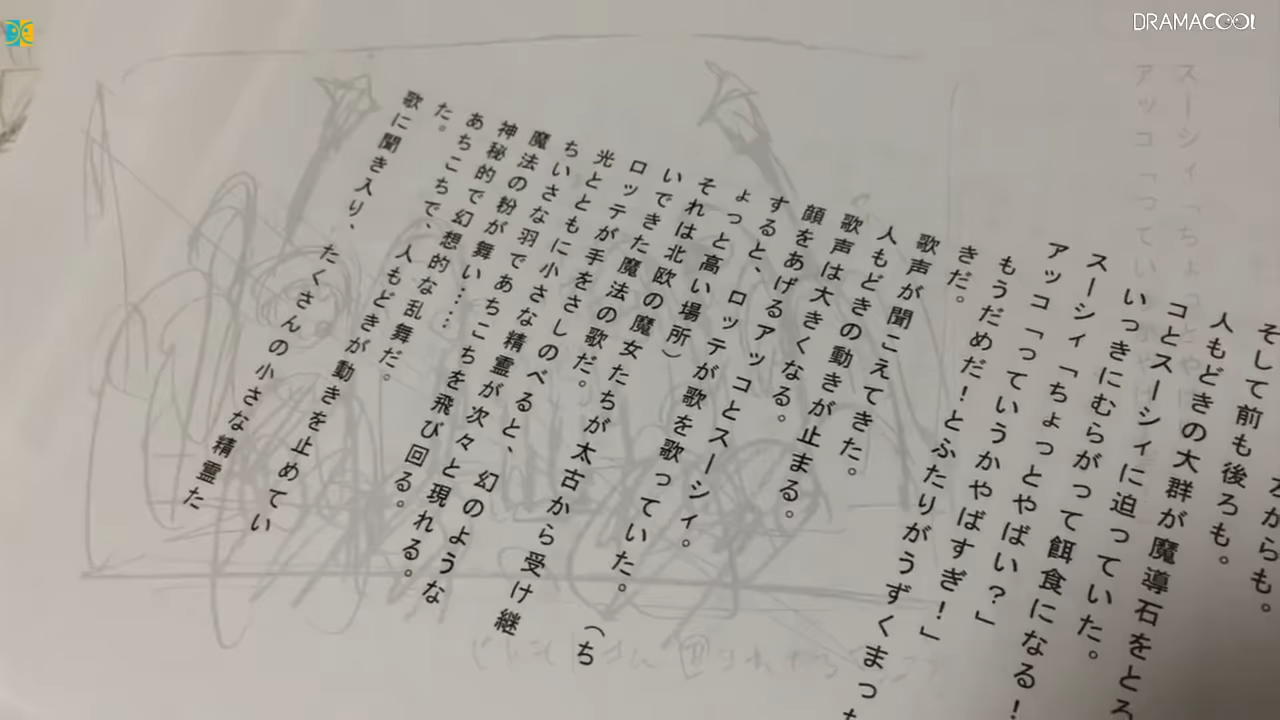 DRAMACOOL
からも。
そして前も後ろも。
人もどきの大群が魔導石をとろ
コとスーシィに迫っていた。
いっきにむらがって餌食になる！
スーシィ「ちょっとやばい？」
アッコ「っていうかやばすぎ！」
もうだめだ！とふたりがうずくまった
きだ。
歌声が聞こえてきた。
人もどきの動きが止まる。
歌声は大きくなる。
顔をあげるアッコとスーシィ。
すると、ロッテが歌を歌っていた。（ち
ょっと高い場所）
それは北欧の魔女たちが太古から受け継
いできた魔法の歌だ。
ロッテが手をさしのべると、幻のような
光とともに小さな精霊が次々と現れる。
ちいさな羽であちこちを飛び回る。
魔法の粉が舞い……
神秘的で幻想的な乱舞だ。
あちこちで、人もどきが動きを止めてい
た。
歌に聞き入り、たくさんの小さな精霊た